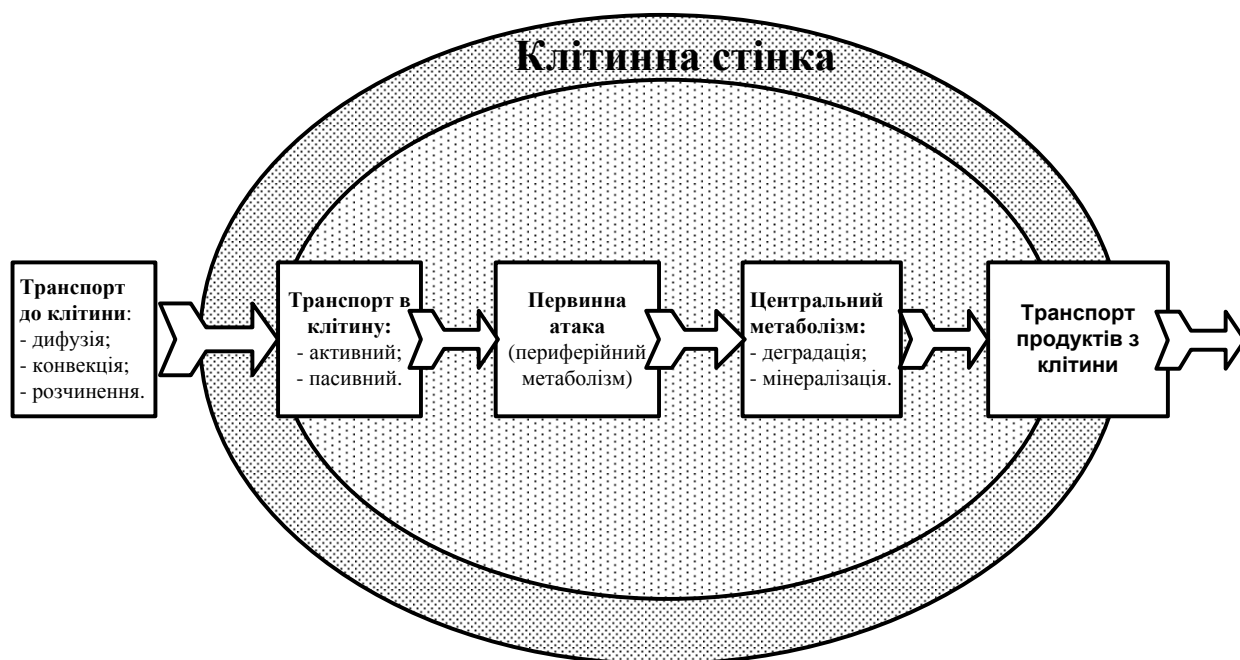 Клітинна стінка
Транспорт
до клітини:
- дифузія;
- конвекція;
- розчинення.
Транспорт в
клітину:
- активний;
- пасивний.
Первинна
атака
(периферійний
метаболізм)
Центральний
метаболізм:
- деградація;
- мінералізація.
Транспорт
продуктів з
клітини